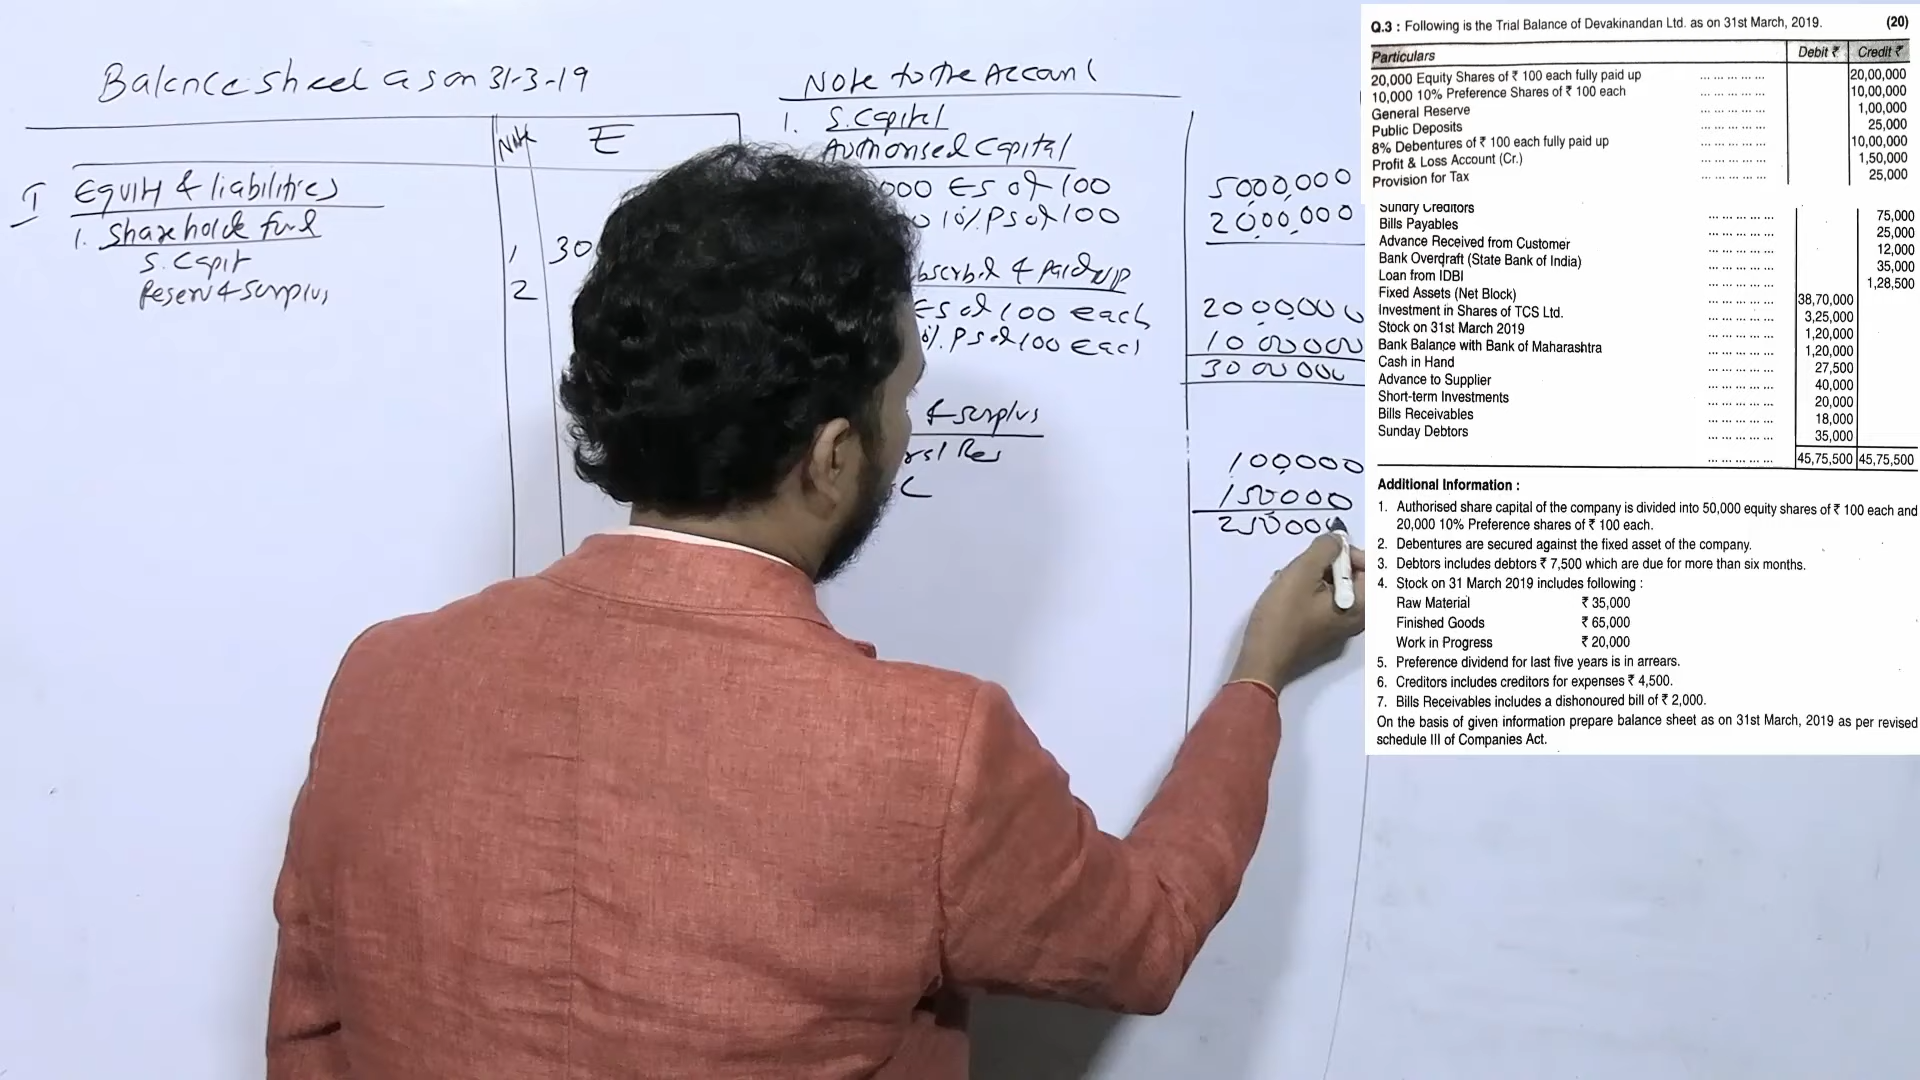 Balance sheet as on 31-3-19
Note
₹
I Equity & liabilities
1. Shareholde fund
S. Capit
1
30
Reserv & surplus
2
Note to the Account
1. S. Capital
Authorised Capital
000 ES of 100 5000,000
0 10% PS of 100 2000,000
bscribed & Paid up
ES of 100 each 2000000
% PS of 100 Each 1000000
3000000
& surplus
ral Res 100000
150000
250000
Q.3 : Following is the Trial Balance of Devakinandan Ltd. as on 31st March, 2019. (20)
Particulars Debit ₹ Credit ₹
20,000 Equity Shares of ₹ 100 each fully paid up ... ... ... ... ... 20,00,000
10,000 10% Preference Shares of ₹ 100 each ... ... ... ... ... 10,00,000
General Reserve ... ... ... ... ... 1,00,000
Public Deposits ... ... ... ... ... 25,000
8% Debentures of ₹ 100 each fully paid up ... ... ... ... ... 10,00,000
Profit & Loss Account (Cr.) ... ... ... ... ... 1,50,000
Provision for Tax ... ... ... ... ... 25,000
Sundry Creditors ... ... ... ... ... 75,000
Bills Payables ... ... ... ... ... 25,000
Advance Received from Customer ... ... ... ... ... 12,000
Bank Overdraft (State Bank of India) ... ... ... ... ... 35,000
Loan from IDBI ... ... ... ... ... 1,28,500
Fixed Assets (Net Block) ... ... ... ... ... 38,70,000
Investment in Shares of TCS Ltd. ... ... ... ... ... 3,25,000
Stock on 31st March 2019 ... ... ... ... ... 1,20,000
Bank Balance with Bank of Maharashtra ... ... ... ... ... 1,20,000
Cash in Hand ... ... ... ... ... 27,500
Advance to Supplier ... ... ... ... ... 40,000
Short-term Investments ... ... ... ... ... 20,000
Bills Receivables ... ... ... ... ... 18,000
Sunday Debtors ... ... ... ... ... 35,000
... ... ... ... ... 45,75,500 45,75,500
Additional Information :
1. Authorised share capital of the company is divided into 50,000 equity shares of ₹ 100 each and
20,000 10% Preference shares of ₹ 100 each.
2. Debentures are secured against the fixed asset of the company.
3. Debtors includes debtors ₹ 7,500 which are due for more than six months.
4. Stock on 31 March 2019 includes following :
Raw Material ₹ 35,000
Finished Goods ₹ 65,000
Work in Progress ₹ 20,000
5. Preference dividend for last five years is in arrears.
6. Creditors includes creditors for expenses ₹ 4,500.
7. Bills Receivables includes a dishonoured bill of ₹ 2,000.
On the basis of given information prepare balance sheet as on 31st March, 2019 as per revised
schedule III of Companies Act.